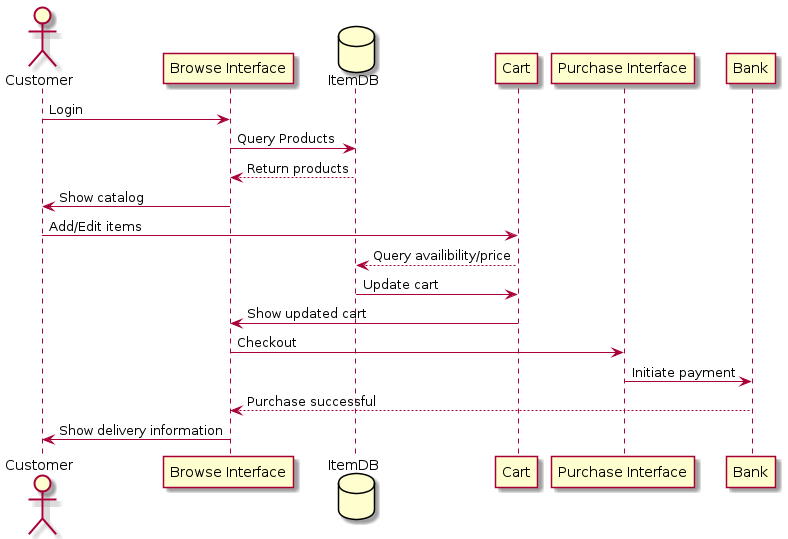 Customer
Browse Interface
ItemDB
Cart
Purchase Interface
Bank
Login
Query Products
Return products
Show catalog
Add/Edit items
Query availibility/price
Update cart
Show updated cart
Checkout
Initiate payment
Purchase successful
Show delivery information
Customer
Browse Interface
ItemDB
Cart
Purchase Interface
Bank